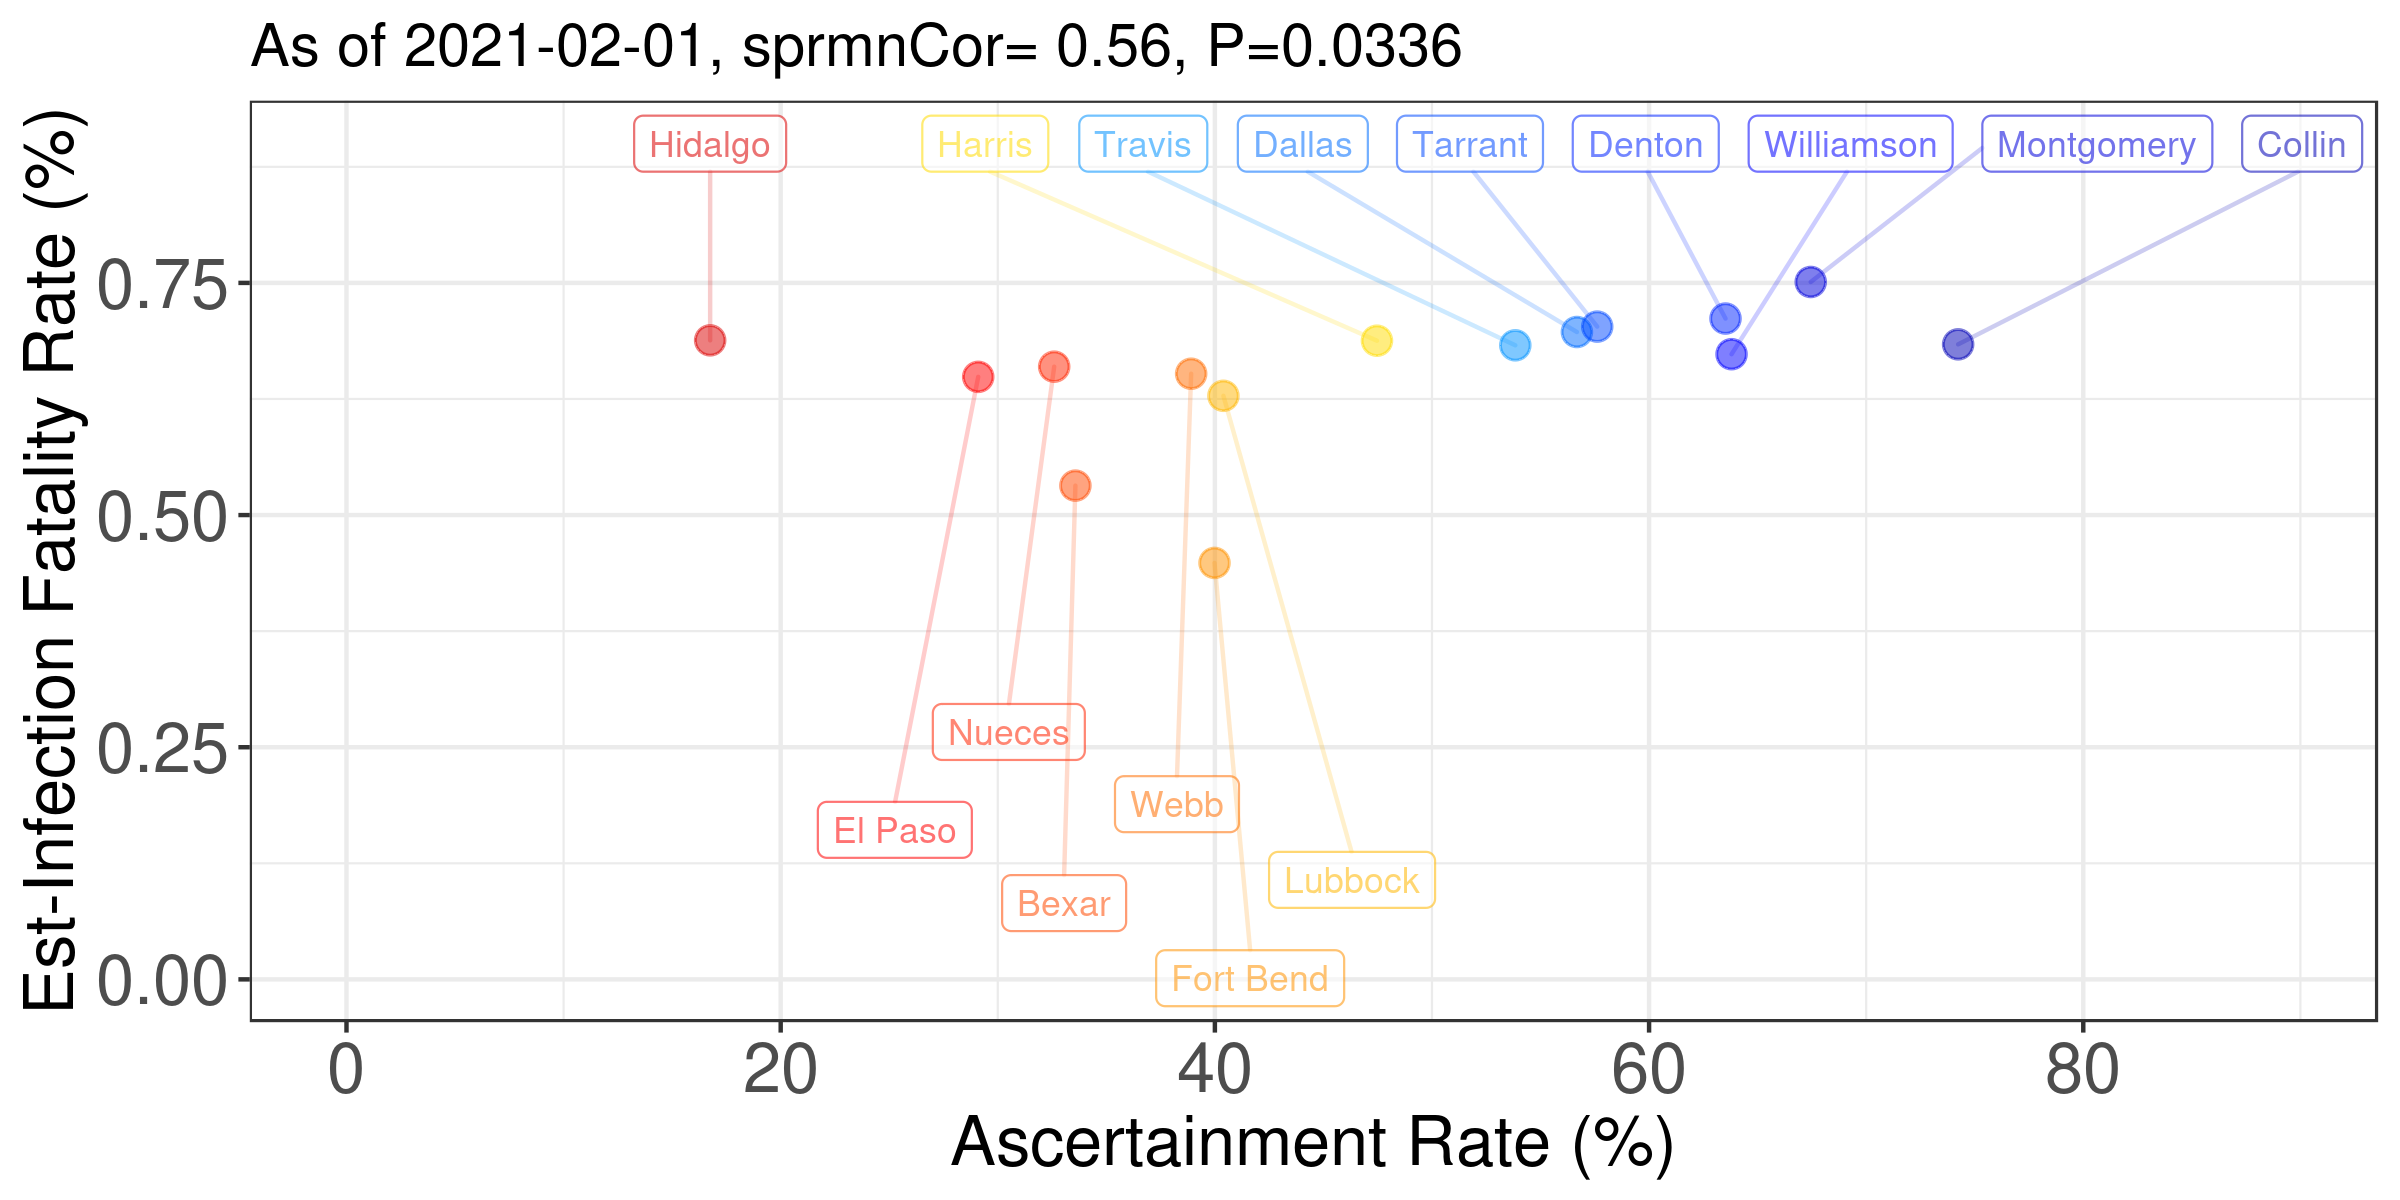 As of 2021-02-01, sprmnCor= 0.56, P=0.0336
Est-Infection Fatality Rate (%)
Hidalgo
Harris
Travis
Dallas
Tarrant
Denton
Williamson
Montgomery
Collin
0.75
0.50
0.25
0.00
Nueces
El Paso
Webb
Bexar
Lubbock
Fort Bend
0
20
40
60
80
Ascertainment Rate (%)